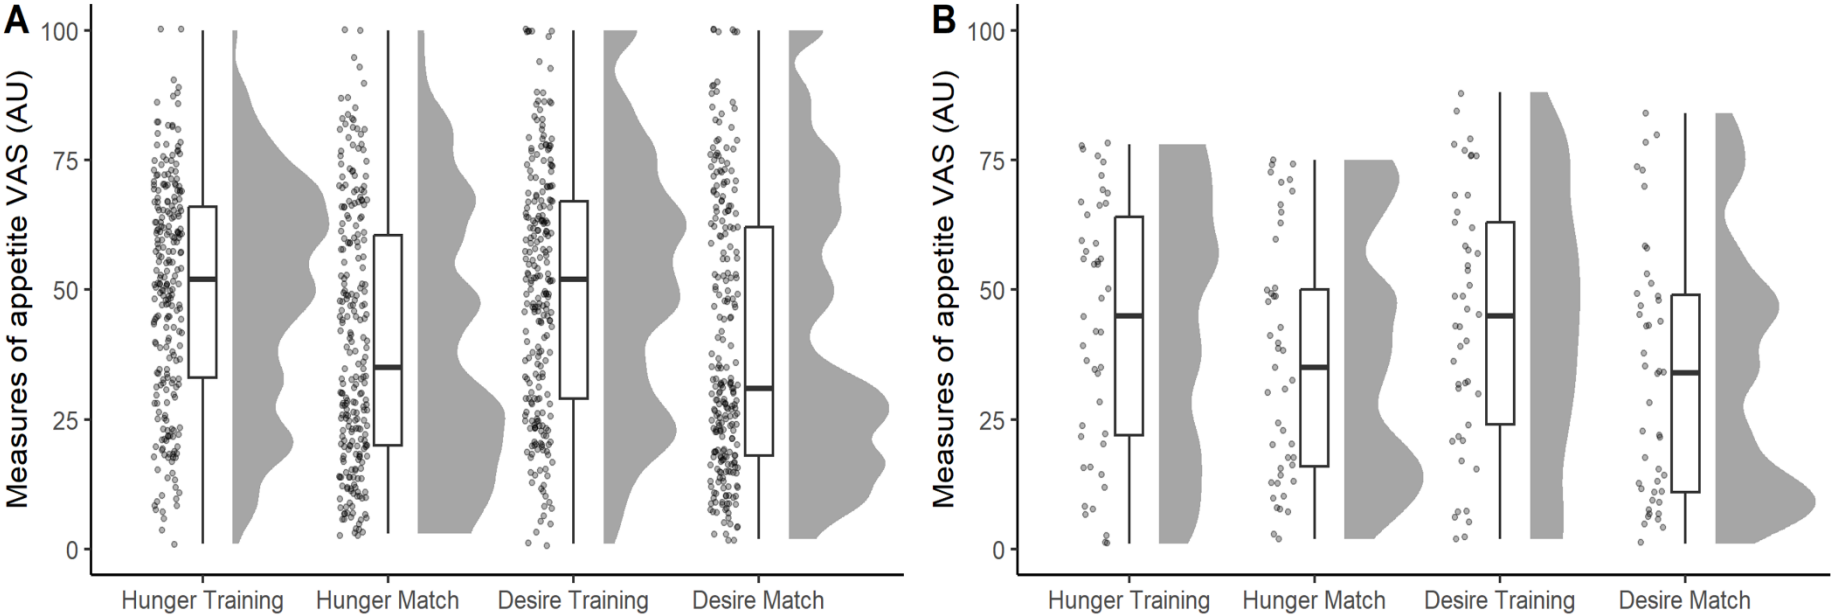 A
Measures of appetite VAS (AU)
100
75
50
25
0
Hunger Training
Hunger Match
Desire Training
Desire Match
B
Measures of appetite VAS (AU)
100
75
50
25
0
Hunger Training
Hunger Match
Desire Training
Desire Match